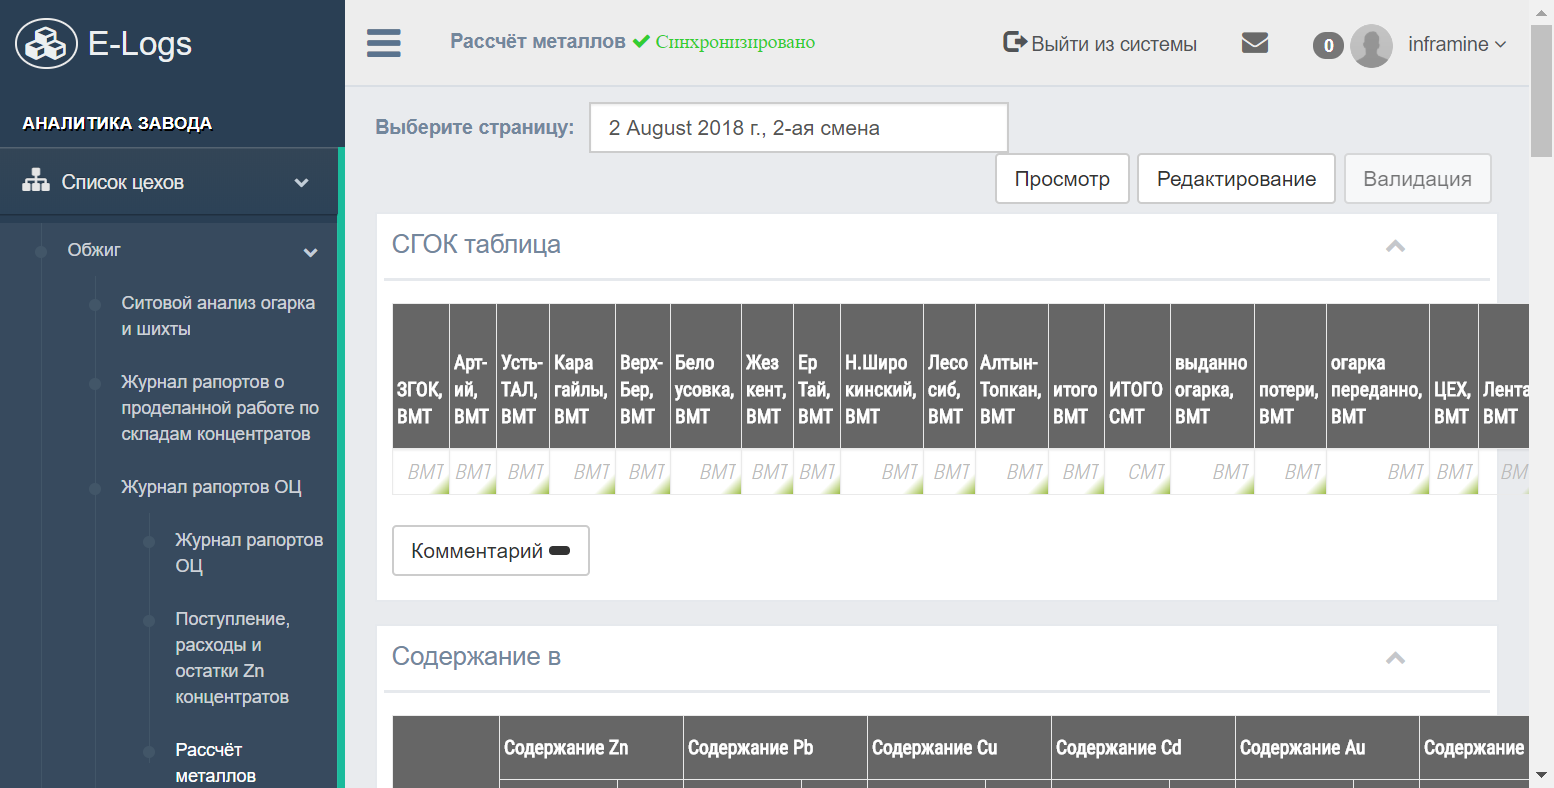 E-Logs
АНАЛИТИКА ЗАВОДА
Список цехов
Обжиг
Ситовой анализ огарка
и шихты
Журнал рапортов о
проделанной работе по
складам концентратов
Журнал рапортов ОЦ
Журнал рапортов
ОЦ
Поступление,
расходы и
остатки Zn
концентратов
Рассчёт
металлов
Рассчёт металлов Синхронизировано
Выйти из системы
0
inframine
Выберите страницу: 2 August 2018 г., 2-ая смена
Просмотр Редактирование Валидация
СГОК таблица
Арт- Усть- Кара Верх- Бело Жез Ер Н.Широ Лесо Алтын- выданно огарка
ЗГОК, ий, ТАЛ, гайлы, Бер, усовка, кент, Тай, кинский, сиб, Топкан, итого ИТОГО огарка, потери, переданно, ЦЕХ, Лента
ВМТ ВМТ ВМТ ВМТ ВМТ ВМТ ВМТ ВМТ ВМТ ВМТ ВМТ ВМТ СМТ ВМТ ВМТ ВМТ ВМТ ВМТ
ВМТ ВМТ ВМТ ВМТ ВМТ ВМТ ВМТ ВМТ ВМТ ВМТ ВМТ ВМТ СМТ ВМТ ВМТ ВМТ ВМТ ВМ
Комментарий
Содержание в
Содержание Zn Содержание Pb Содержание Cu Содержание Cd Содержание Au Содержание